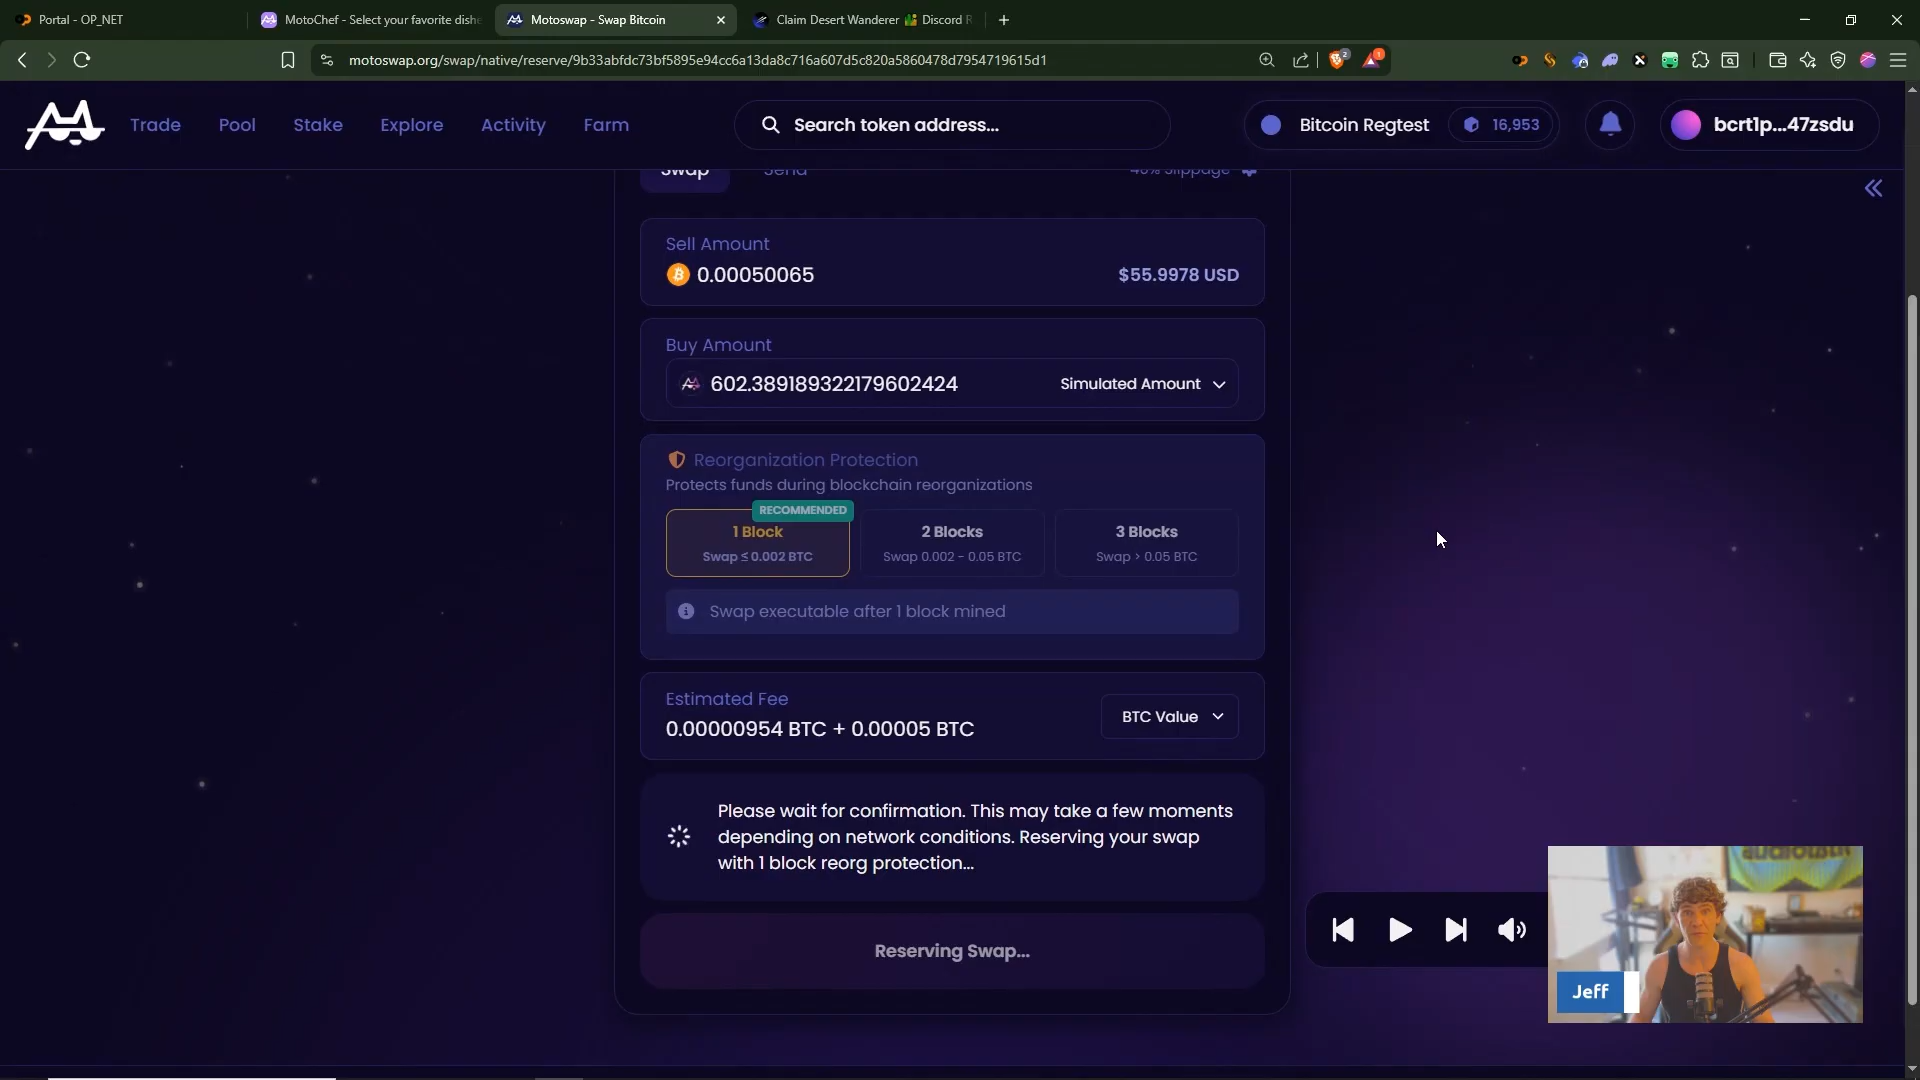 Portal - OP_NET
MotoChef - Select your favorite dishe
Motoswap - Swap Bitcoin
Claim Desert Wanderer 🐫 Discord R
motoswap.org/swap/native/reserve/9b33abfdc73bf5895e94cc6a13da8c716a607d5c820a5860478d7954719615d1
2
1
Trade
Pool
Stake
Explore
Activity
Farm
Search token address...
Bitcoin Regtest
16,953
bcrt1p...47zsdu
Swap
Send
Slippage
Sell Amount
0.00050065
$55.9978 USD
Buy Amount
602.389189322179602424
Simulated Amount
Reorganization Protection
Protects funds during blockchain reorganizations
RECOMMENDED
1 Block
Swap ≤ 0.002 BTC
2 Blocks
Swap 0.002 - 0.05 BTC
3 Blocks
Swap > 0.05 BTC
Swap executable after 1 block mined
Estimated Fee
0.00000954 BTC + 0.00005 BTC
BTC Value
Please wait for confirmation. This may take a few moments
depending on network conditions. Reserving your swap
with 1 block reorg protection...
Reserving Swap...
Jeff